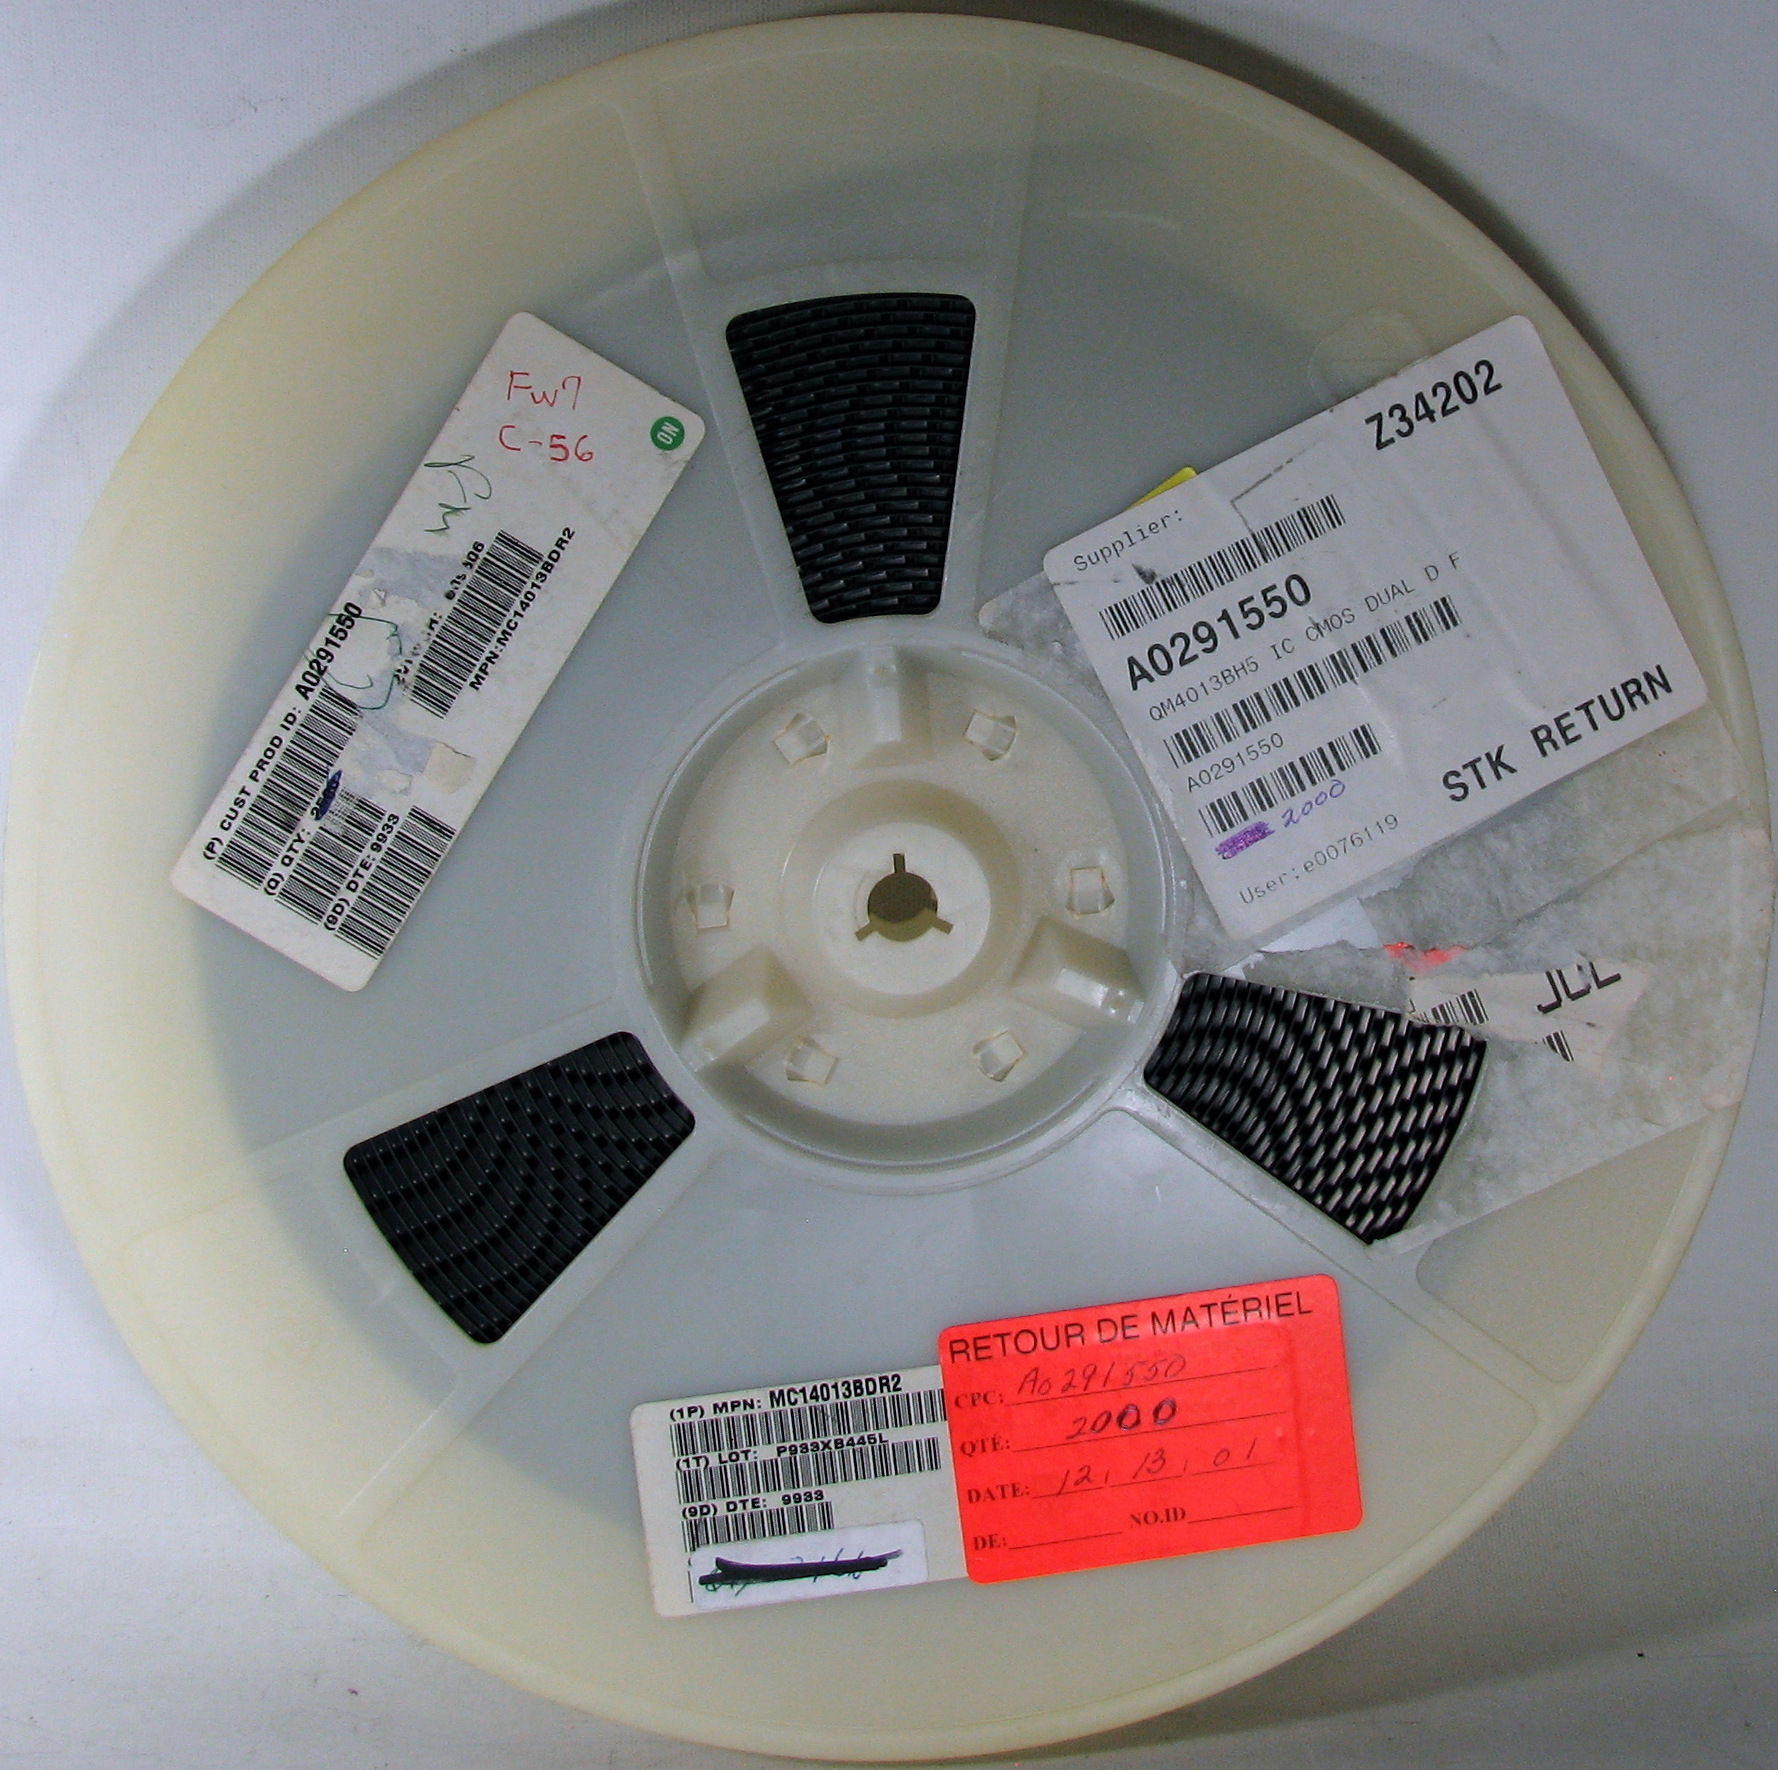 Fw7
C-56
ON
(P) CUST PROD ID: A0291550
(Q) QTY:
(9D) DTE: 9933
MPN:MC14013BDR2
Z34202
Supplier:
A0291550
QM4013BH5 IC CMOS DUAL D F
A0291550
2000
STK RETURN
User:e0076119
(1P) MPN: MC14013BDR2
(1T) LOT: P933XB445L
(9D) DTE: 9933
RETOUR DE MATÉRIEL
CPC: A0291550
QTÉ: 2000
DATE: 12, 13, 01
DE: NO.ID